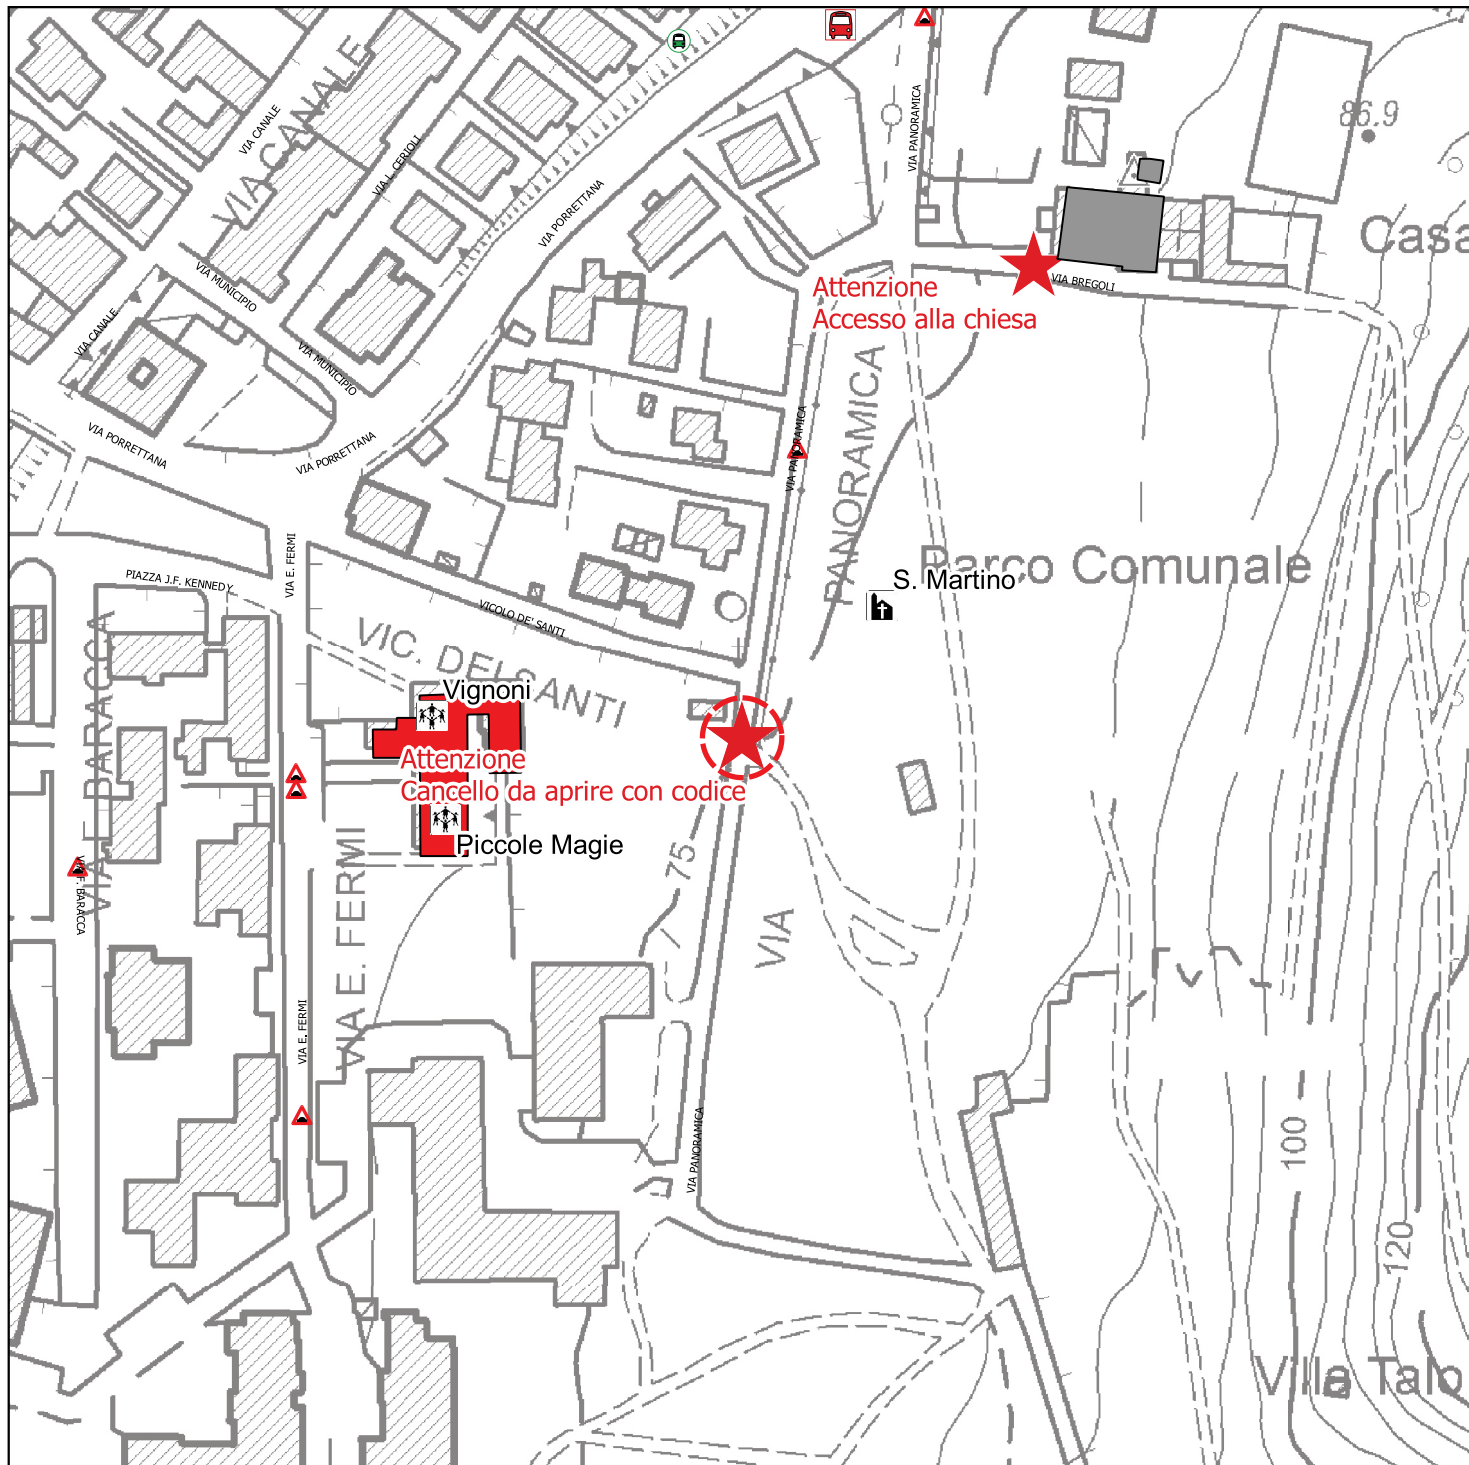 VIA CANALE
VIA CANALE
VIA L. CERIOLI
VIA PANORAMICA
86.9
VIA PORRETTANA
Casa
VIA MUNICIPIO
VIA BREGOLI
Attenzione
Accesso alla chiesa
VIA CANALE
VIA MUNICIPIO
PANORAMICA
VIA PORRETTANA
VIA PORRETTANA
VIA PANORAMICA
VIA E. FERMI
Parco Comunale
S. Martino
PIAZZA J.F. KENNEDY
VICOLO DE' SANTI
VIC. DEI SANTI
VIA F. BARACCA
Vignoni
Attenzione
Cancello da aprire con codice
Piccole Magie
75
VIA F. BARACCA
VIA E. FERMI
VIA
VIA E. FERMI
VIA PANORAMICA
100
120
Villa Talo